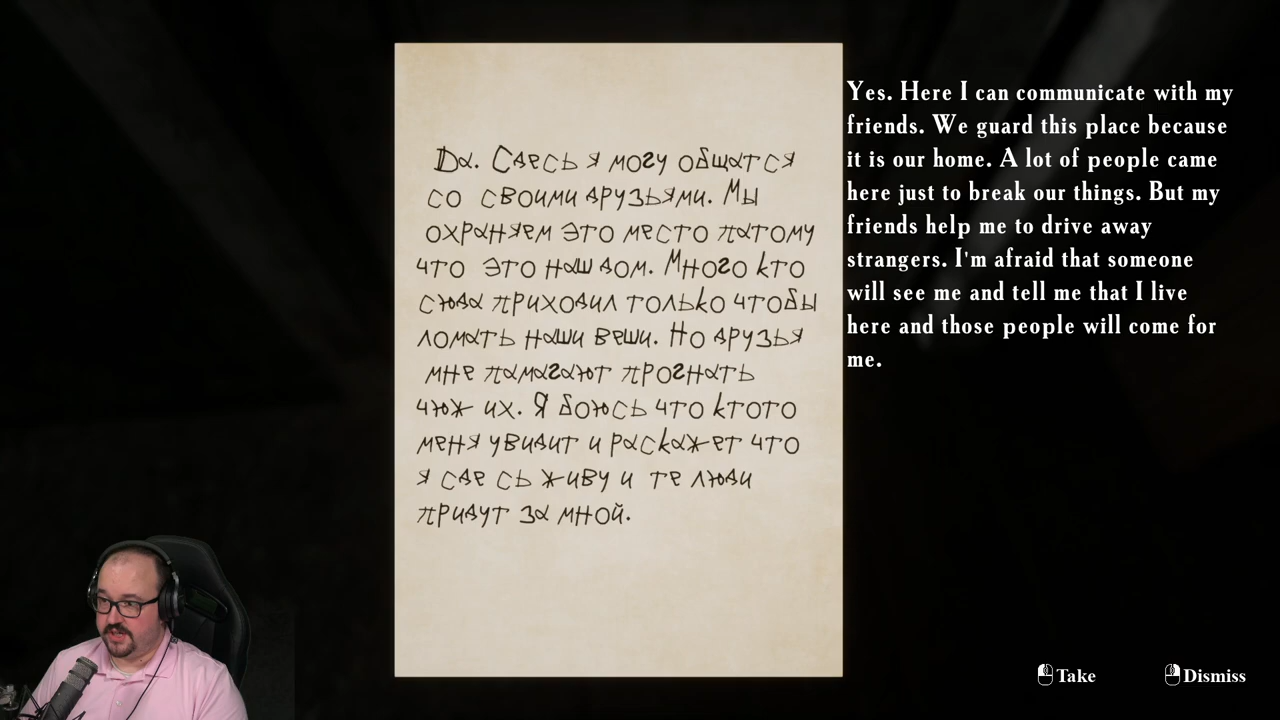 Да. Сдесь я могу общатся
со своими друзьями. Мы
охраняем это место патому
что это наш дом. Много кто
сюда приходил только чтобы
ломать наши веши. Но друзья
мне памагают прогнать
чюж их. Я боюсь что ктото
меня увидит и раскажет что
я сде сь живу и те люди
придут за мной.
Yes. Here I can communicate with my
friends. We guard this place because
it is our home. A lot of people came
here just to break our things. But my
friends help me to drive away
strangers. I'm afraid that someone
will see me and tell me that I live
here and those people will come for
me.
Take
Dismiss